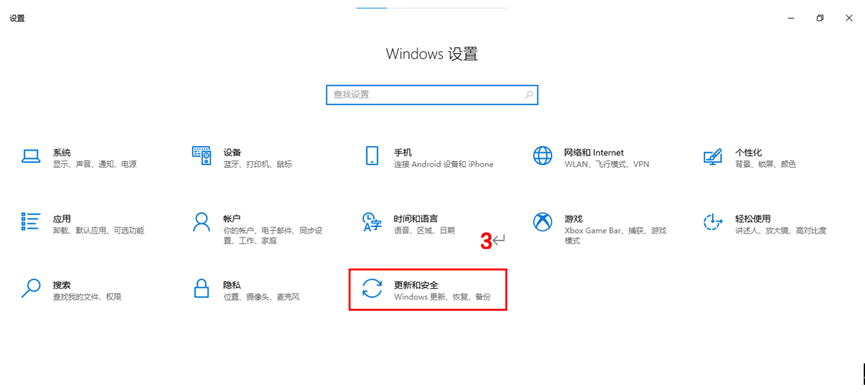 设置
Windows 设置
查找设置
系统
显示、声音、通知、电源
设备
蓝牙、打印机、鼠标
手机
连接 Android 设备和 iPhone
网络和 Internet
WLAN、飞行模式、VPN
个性化
背景、锁屏、颜色
应用
卸载、默认应用、可选功能
帐户
你的帐户、电子邮件、同步设
置、工作、家庭
时间和语言
语音、区域、日期
3↵
游戏
Xbox Game Bar、捕获、游戏
模式
轻松使用
讲述人、放大镜、高对比度
搜索
查找我的文件、权限
隐私
位置、摄像头、麦克风
更新和安全
Windows 更新、恢复、备份